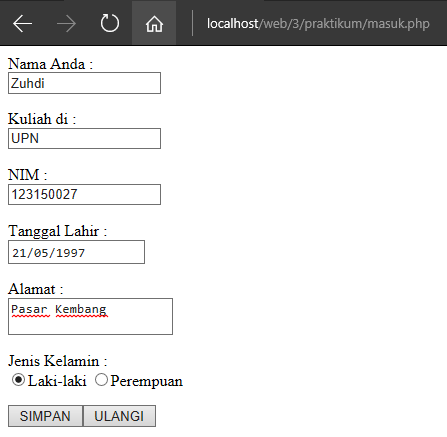 localhost/web/3/praktikum/masuk.php
Nama Anda :
Zuhdi
Kuliah di :
UPN
NIM :
123150027
Tanggal Lahir :
21/05/1997
Alamat :
Pasar Kembang
Jenis Kelamin :
Laki-laki Perempuan
SIMPAN ULANGI